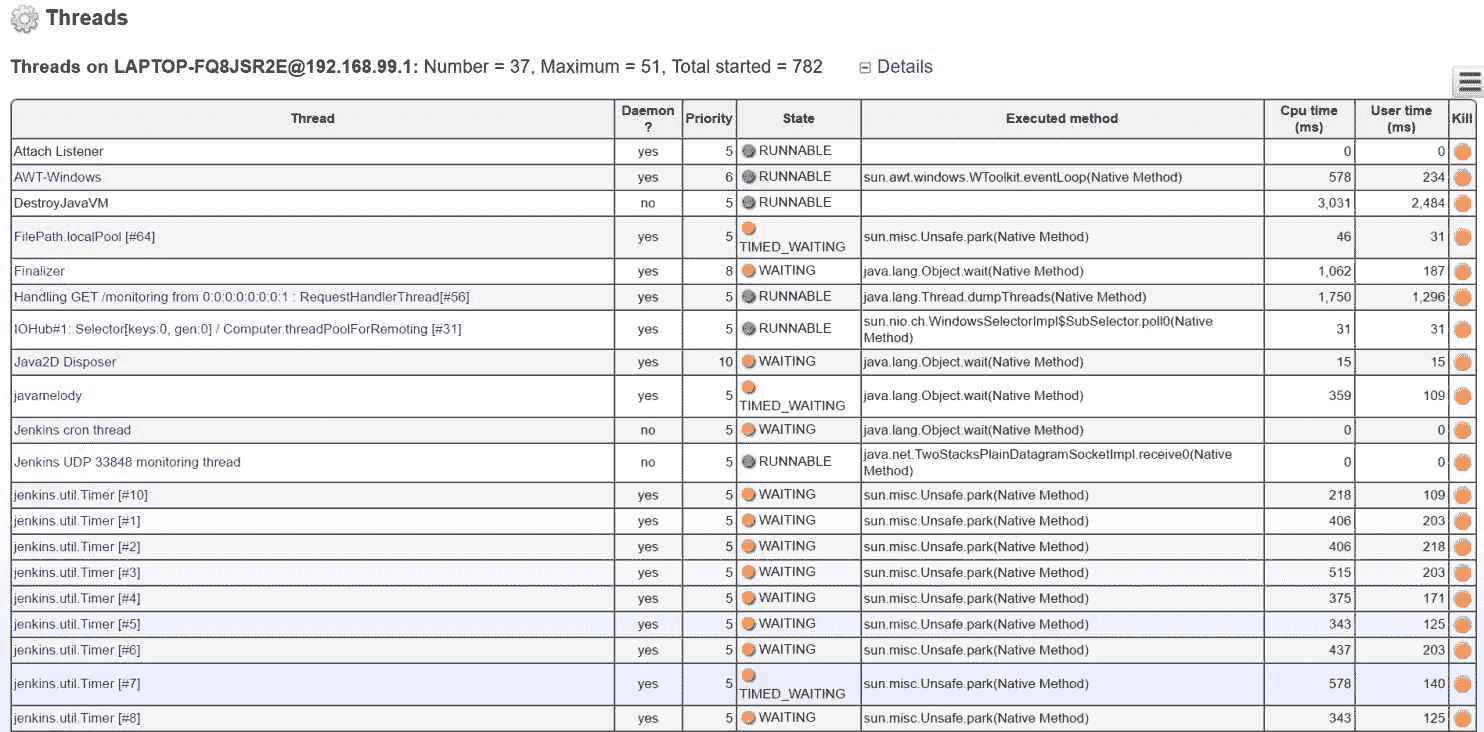 Threads
Threads on LAPTOP-FQ8JSR2E@192.168.99.1: Number = 37, Maximum = 51, Total started = 782 Details
Thread Daemon ? Priority State Executed method Cpu time (ms) User time (ms) Kill
Attach Listener yes 5 RUNNABLE 0 0
AWT-Windows yes 6 RUNNABLE sun.awt.windows.WToolkit.eventLoop(Native Method) 578 234
DestroyJavaVM no 5 RUNNABLE 3,031 2,484
FilePath.localPool [#64] yes 5 TIMED_WAITING sun.misc.Unsafe.park(Native Method) 46 31
Finalizer yes 8 WAITING java.lang.Object.wait(Native Method) 1,062 187
Handling GET /monitoring from 0:0:0:0:0:0:0:1 : RequestHandlerThread[#56] yes 5 RUNNABLE java.lang.Thread.dumpThreads(Native Method) 1,750 1,296
IOHub#1: Selector[keys:0, gen:0] / Computer.threadPoolForRemoting [#31] yes 5 RUNNABLE sun.nio.ch.WindowsSelectorImpl$SubSelector.poll0(Native Method) 31 31
Java2D Disposer yes 10 WAITING java.lang.Object.wait(Native Method) 15 15
javamelody yes 5 TIMED_WAITING java.lang.Object.wait(Native Method) 359 109
Jenkins cron thread no 5 WAITING java.lang.Object.wait(Native Method) 0 0
Jenkins UDP 33848 monitoring thread no 5 RUNNABLE java.net.TwoStacksPlainDatagramSocketImpl.receive0(Native Method) 0 0
jenkins.util.Timer [#10] yes 5 WAITING sun.misc.Unsafe.park(Native Method) 218 109
jenkins.util.Timer [#1] yes 5 WAITING sun.misc.Unsafe.park(Native Method) 406 203
jenkins.util.Timer [#2] yes 5 WAITING sun.misc.Unsafe.park(Native Method) 406 218
jenkins.util.Timer [#3] yes 5 WAITING sun.misc.Unsafe.park(Native Method) 515 203
jenkins.util.Timer [#4] yes 5 WAITING sun.misc.Unsafe.park(Native Method) 375 171
jenkins.util.Timer [#5] yes 5 WAITING sun.misc.Unsafe.park(Native Method) 343 125
jenkins.util.Timer [#6] yes 5 WAITING sun.misc.Unsafe.park(Native Method) 437 203
jenkins.util.Timer [#7] yes 5 TIMED_WAITING sun.misc.Unsafe.park(Native Method) 578 140
jenkins.util.Timer [#8] yes 5 WAITING sun.misc.Unsafe.park(Native Method) 343 125